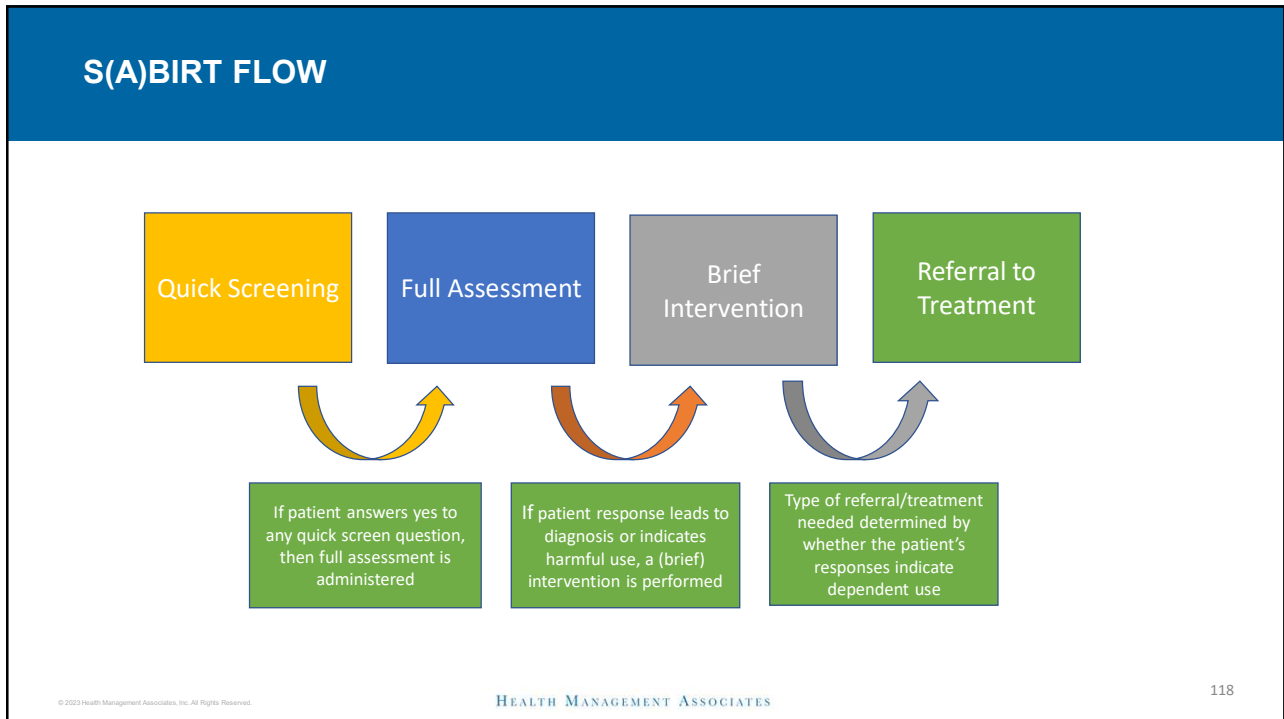 S(A)BIRT FLOW
Quick Screening
Full Assessment
Brief
Intervention
Referral to
Treatment
If patient answers yes to
any quick screen question,
then full assessment is
administered
If patient response leads to
diagnosis or indicates
harmful use, a (brief)
intervention is performed
Type of referral/treatment
needed determined by
whether the patient's
responses indicate
dependent use
© 2023 Health Management Associates, Inc. All Rights Reserved.
HEALTH MANAGEMENT ASSOCIATES
118